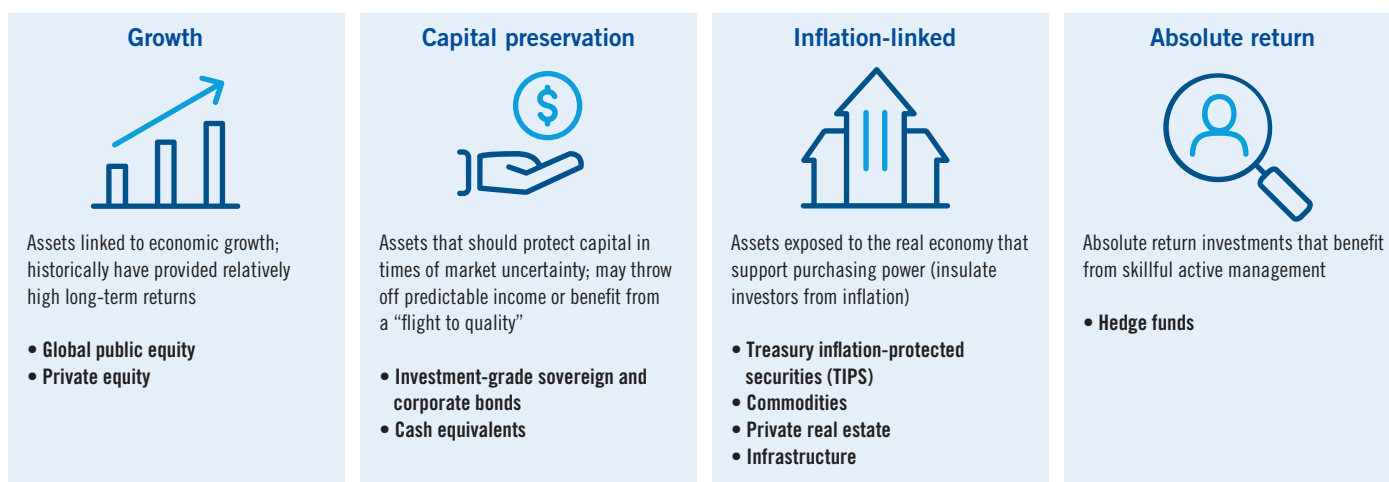 Growth
Assets linked to economic growth;
historically have provided relatively
high long-term returns
• Global public equity
• Private equity
Capital preservation
$
Assets that should protect capital in
times of market uncertainty; may throw
off predictable income or benefit from
a “flight to quality”
• Investment-grade sovereign and
corporate bonds
• Cash equivalents
Inflation-linked
Assets exposed to the real economy that
support purchasing power (insulate
investors from inflation)
• Treasury inflation-protected
securities (TIPS)
• Commodities
• Private real estate
• Infrastructure
Absolute return
Absolute return investments that benefit
from skillful active management
• Hedge funds